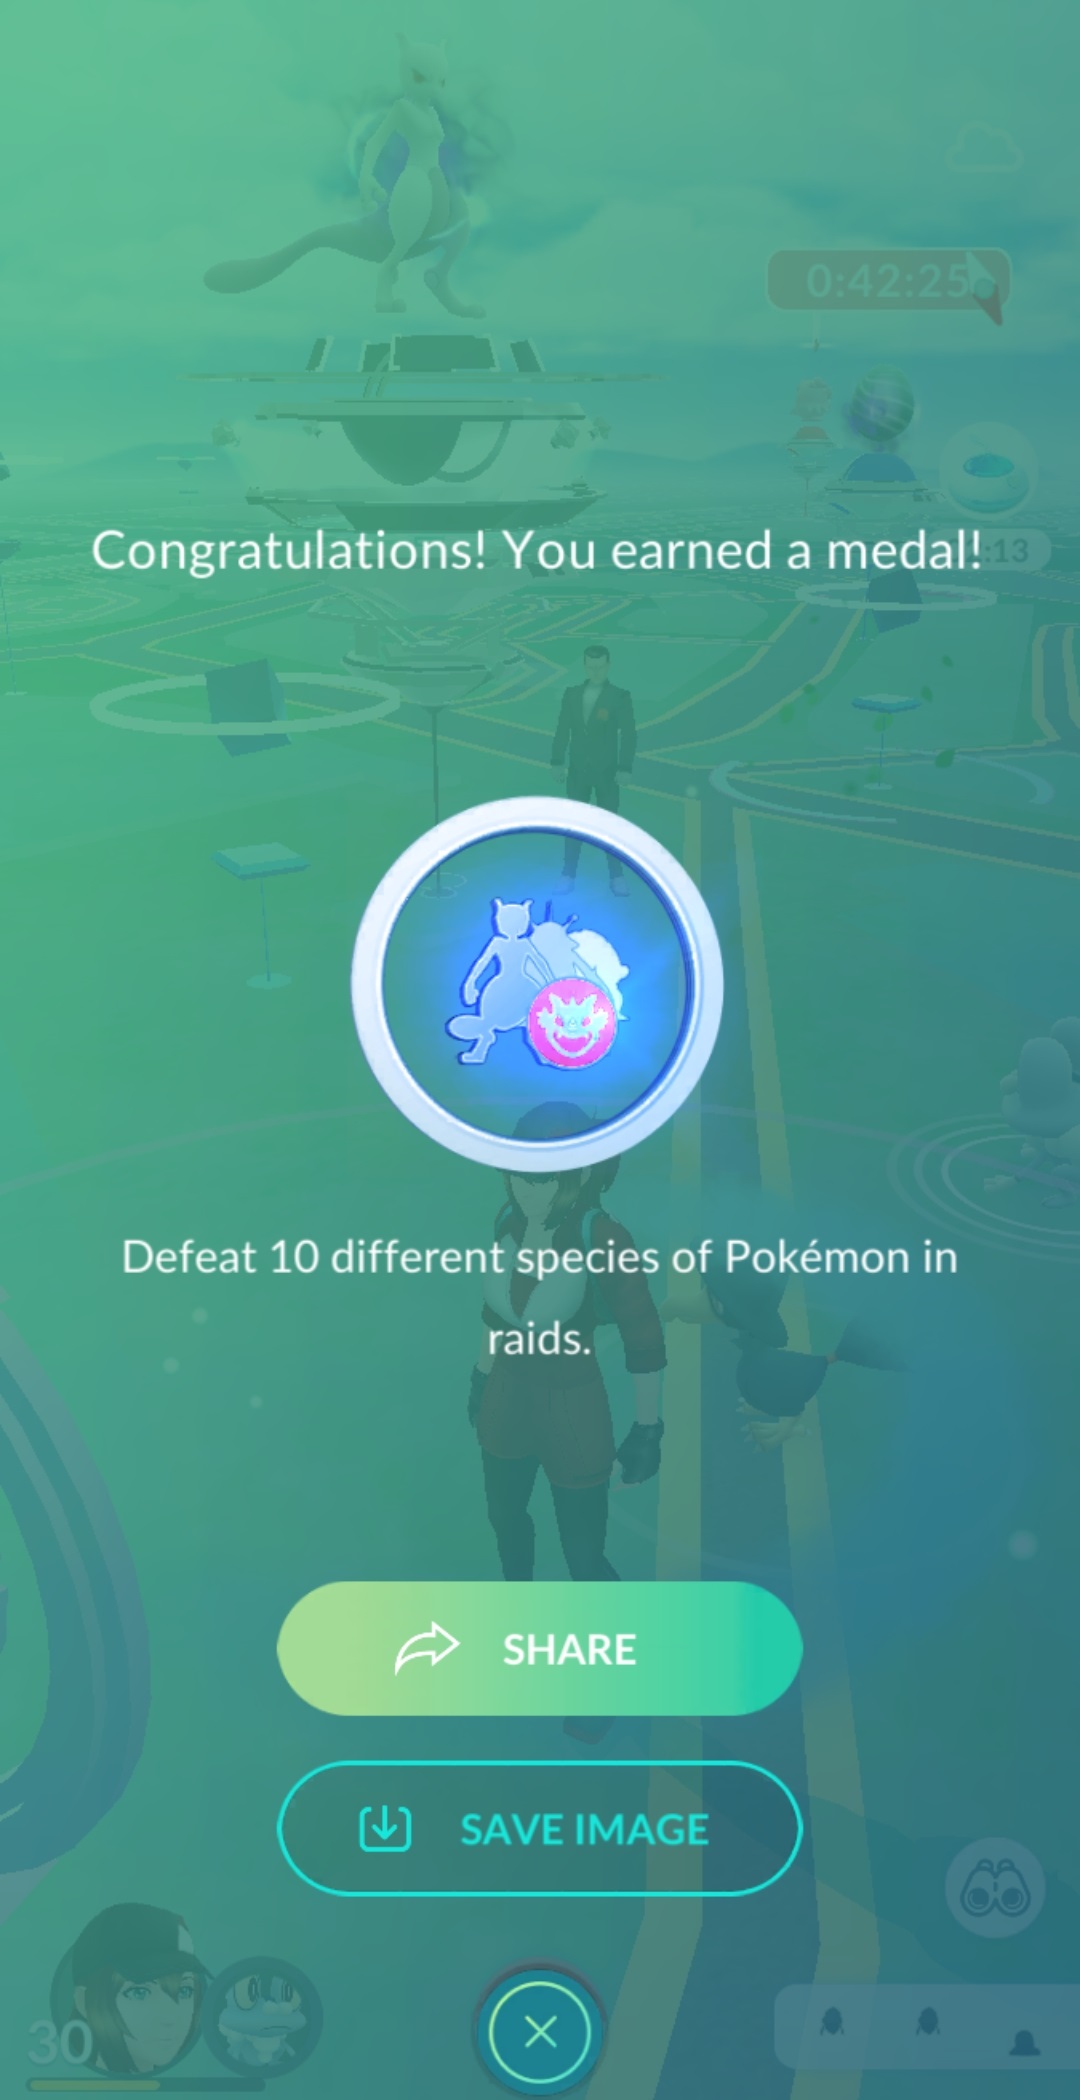 0:42:25
Congratulations! You earned a medal!
:13
Defeat 10 different species of Pokémon in
raids.
SHARE
SAVE IMAGE
30